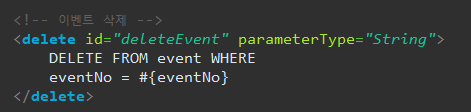 <!-- 이벤트 삭제 -->
<delete id="deleteEvent" parameterType="String">
DELETE FROM event WHERE
eventNo = #{eventNo}
</delete>